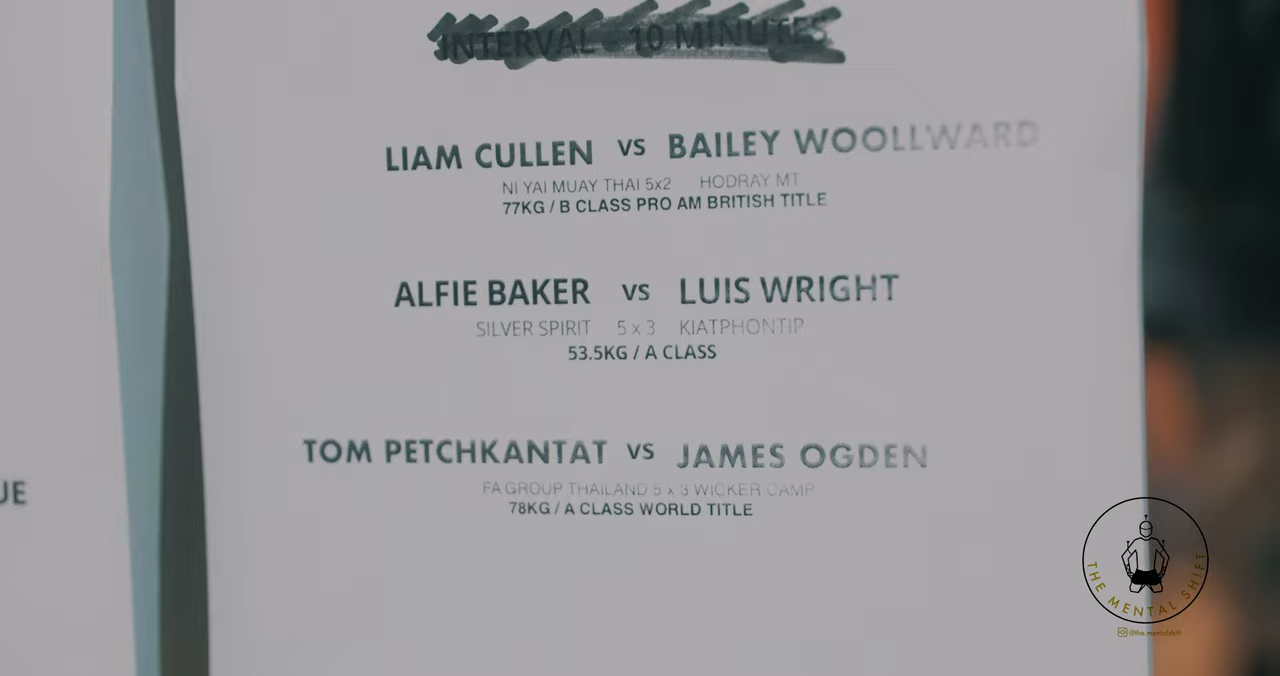 INTERVAL - 10 MINUTES
LIAM CULLEN VS BAILEY WOOLLWARD
NI YAI MUAY THAI 5x2 HODRAY MT
77KG / B CLASS PRO AM BRITISH TITLE
ALFIE BAKER VS LUIS WRIGHT
SILVER SPIRIT 5 x 3 KIATPHONTIP
53.5KG / A CLASS
TOM PETCHKANTAT VS JAMES OGDEN
FA GROUP THAILAND 5 x 3 WICKER CAMP
78KG / A CLASS WORLD TITLE
UE
THE MENTAL SHIFT
@the.mentalshift